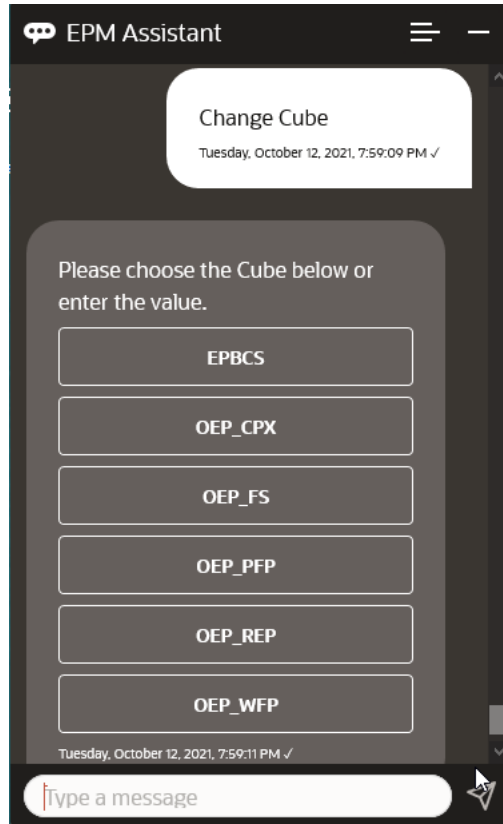 EPM Assistant
Change Cube
Tuesday, October 12, 2021, 7:59:09 PM ✓
Please choose the Cube below or
enter the value.
EPBCS
OEP_CPX
OEP_FS
OEP_PFP
OEP_REP
OEP_WFP
Tuesday, October 12, 2021, 7:59:11 PM ✓
Type a message